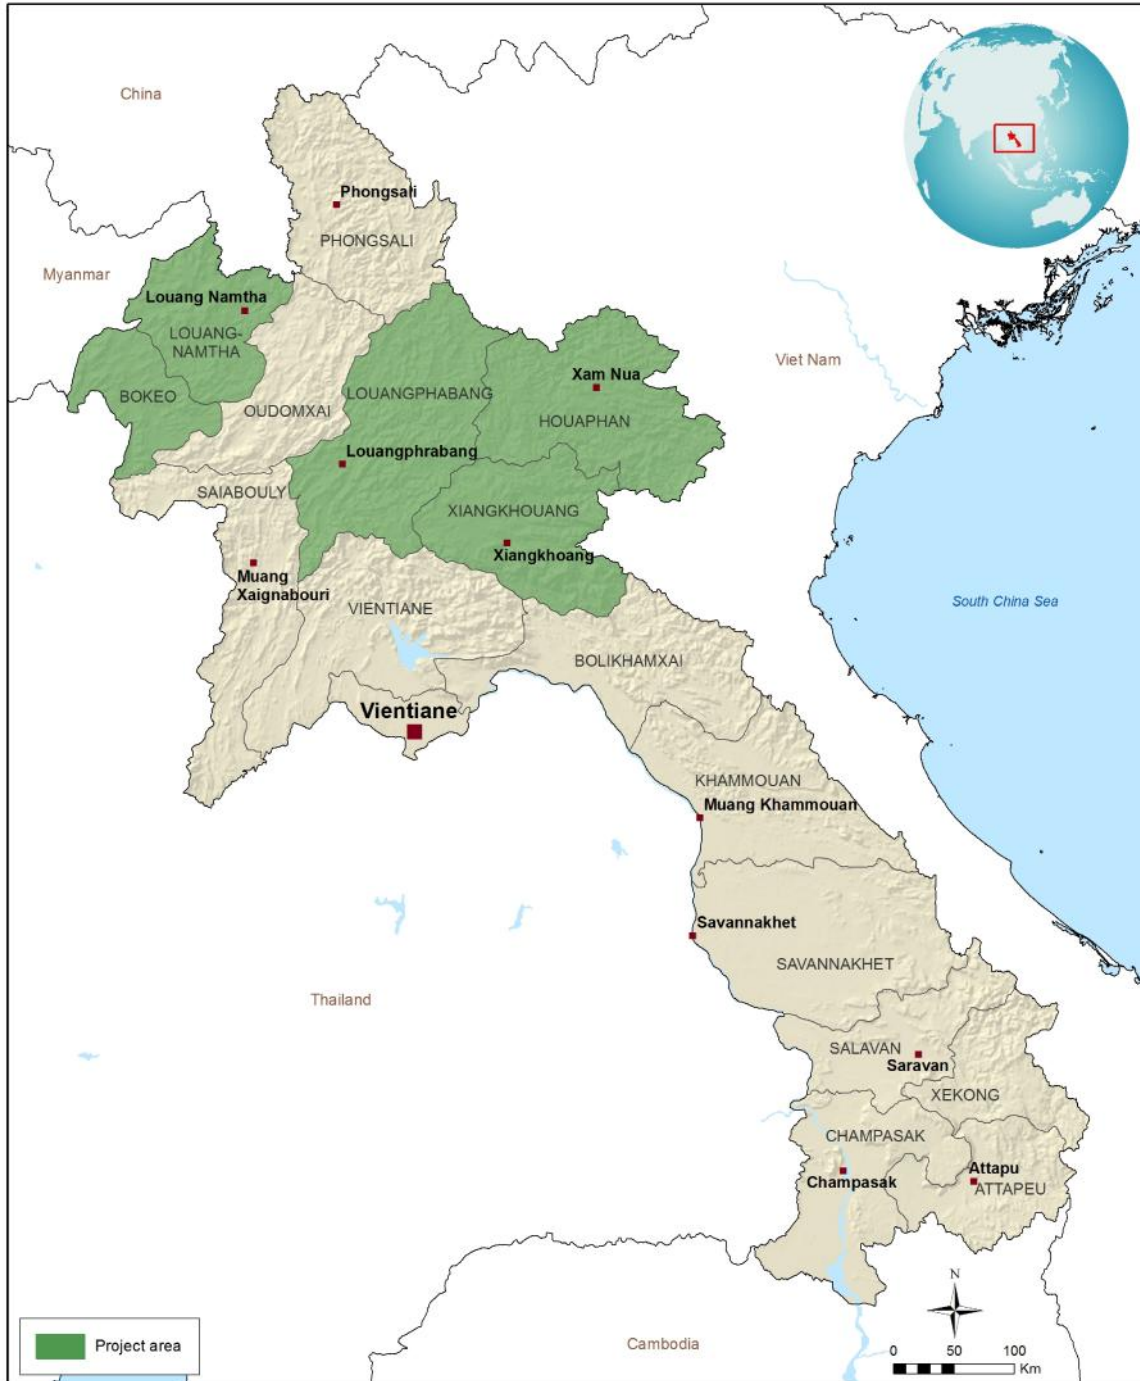 China
Phongsali
PHONGSALI
Myanmar
Louang Namtha
LOUANG-
NAMTHA
Viet Nam
Xam Nua
BOKEO
LOUANGPHABANG
OUDOMXAI
HOUAPHAN
Louangphrabang
SAIABOULY
XIANGKHOUANG
Xiangkhoang
Muang
Xaignabouri
VIENTIANE
South China Sea
BOLIKHAMXAI
Vientiane
KHAMMOUAN
Muang Khammouan
Savannakhet
SAVANNAKHET
Thailand
SALAVAN
Saravan
XEKONG
CHAMPASAK
Attapu
Champasak
ATTAPEU
N
Project area
Cambodia
0 50 100
Km